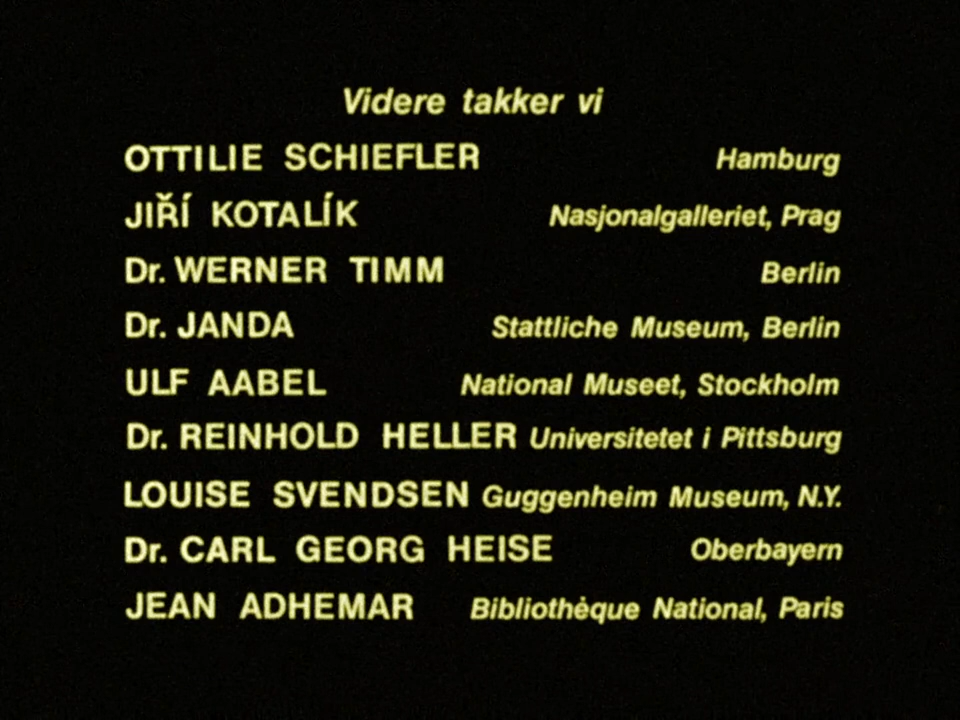 Videre takker vi
OTTILIE SCHIEFLER Hamburg
JIŘÍ KOTALÍK Nasjonalgalleriet, Prag
Dr. WERNER TIMM Berlin
Dr. JANDA Stattliche Museum, Berlin
ULF AABEL National Museet, Stockholm
Dr. REINHOLD HELLER Universitetet i Pittsburg
LOUISE SVENDSEN Guggenheim Museum, N.Y.
Dr. CARL GEORG HEISE Oberbayern
JEAN ADHEMAR Bibliothèque National, Paris